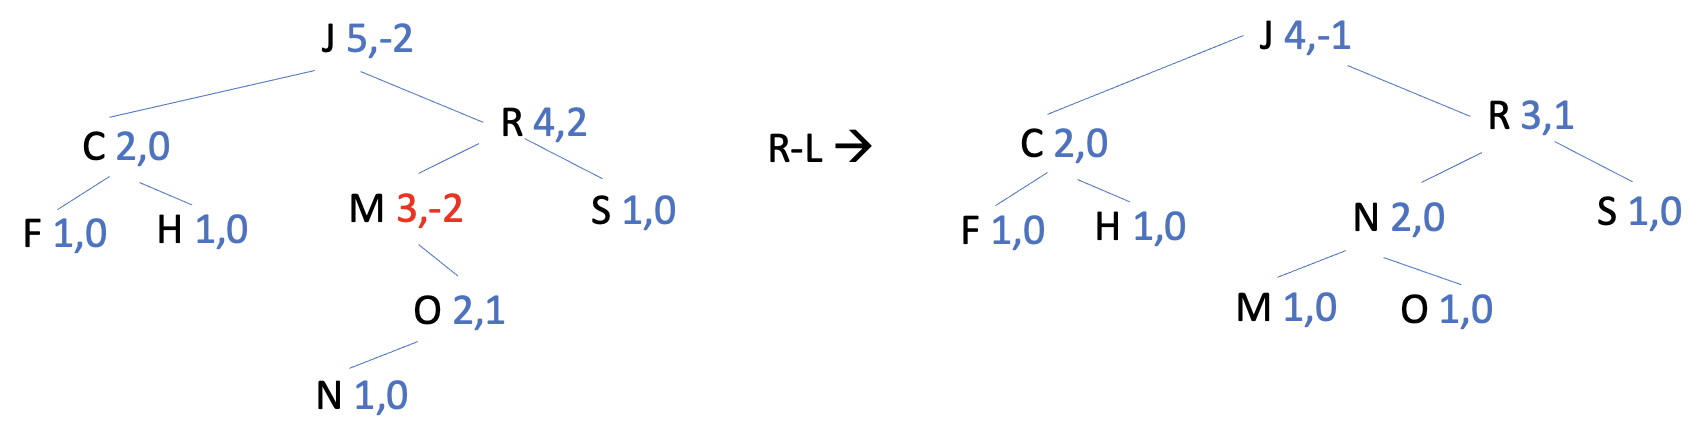 J 5,-2
C 2,0
R 4,2
F 1,0
H 1,0
M 3,-2
S 1,0
O 2,1
N 1,0
R-L →
J 4,-1
C 2,0
R 3,1
F 1,0
H 1,0
N 2,0
S 1,0
M 1,0
O 1,0